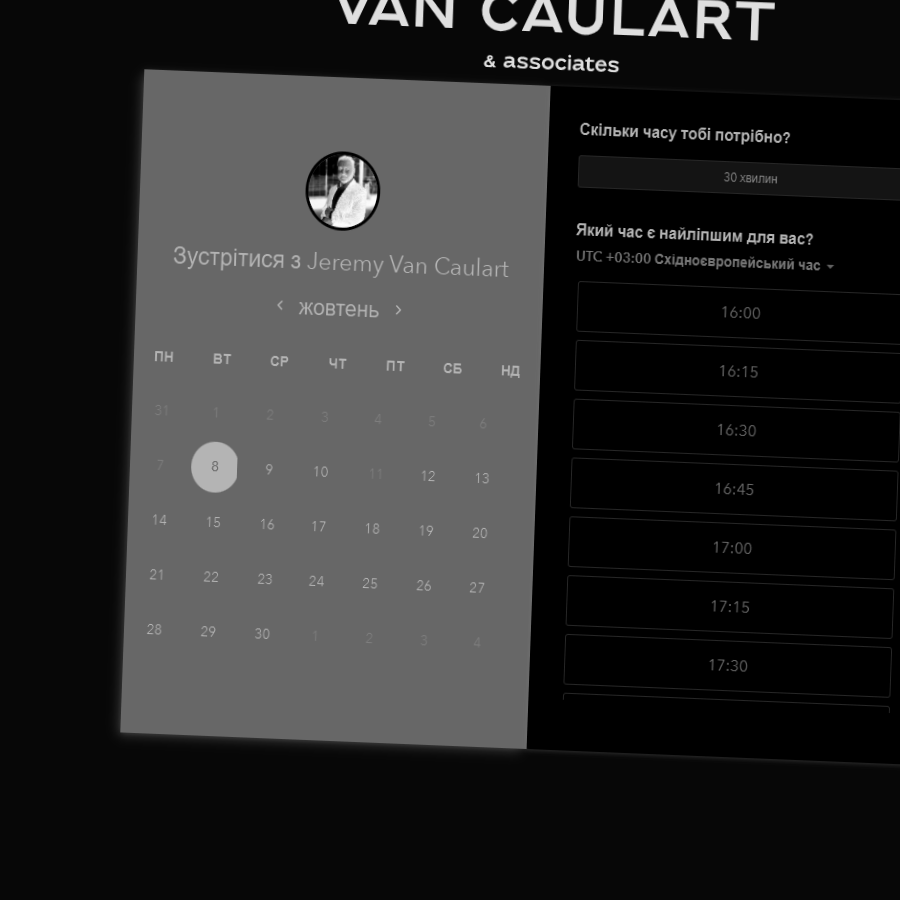 VAN CAULART
& associates
Зустрітися з Jeremy Van Caulart
‹ жовтень ›
ПН ВТ СР ЧТ ПТ СБ НД
31 1 2 3 4 5 6
7 8 9 10 11 12 13
14 15 16 17 18 19 20
21 22 23 24 25 26 27
28 29 30 1 2 3 4
Скільки часу тобі потрібно?
30 хвилин
Який час є найліпшим для вас?
UTC +03:00 Східноєвропейський час
16:00
16:15
16:30
16:45
17:00
17:15
17:30